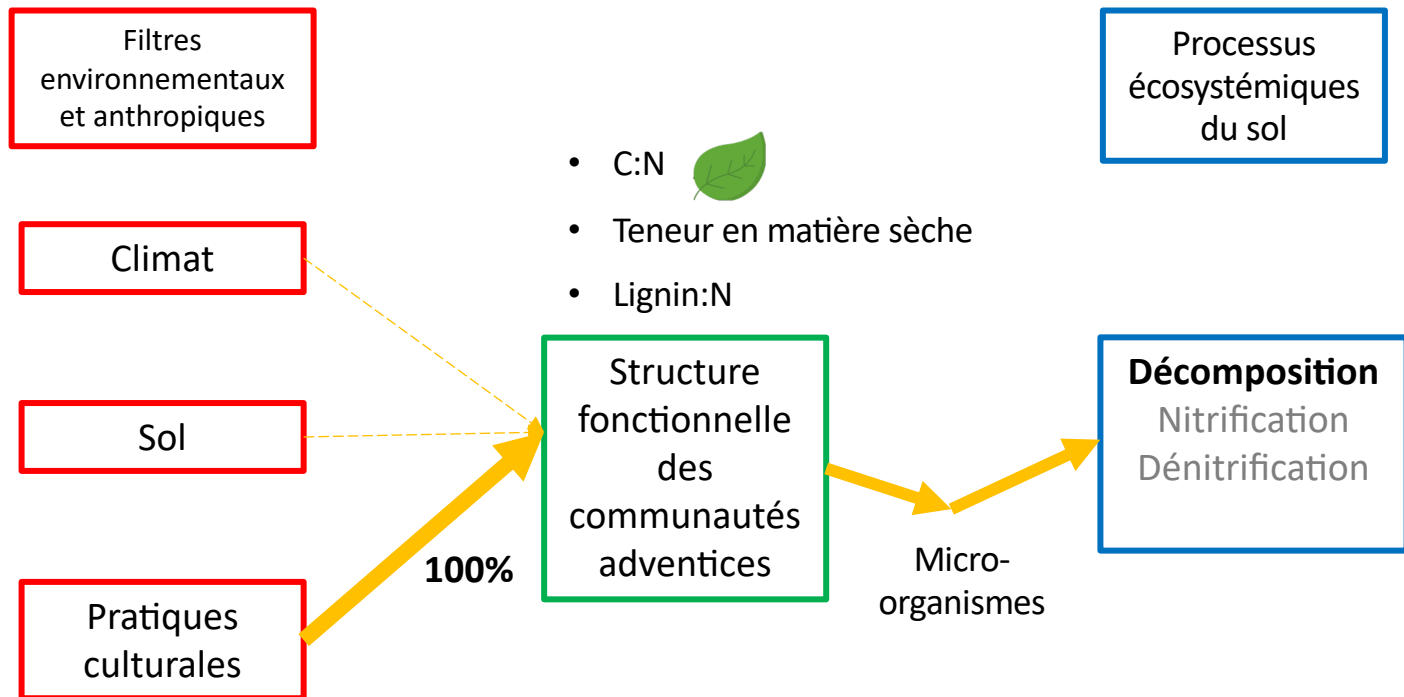 Filtres
environnementaux
et anthropiques
Processus
écosystémiques
du sol
• C:N
• Teneur en matière sèche
• Lignin:N
Climat
Sol
Pratiques
culturales
100%
Structure
fonctionnelle
des
communautés
adventices
Micro-
organismes
Décomposition
Nitrification
Dénitrification